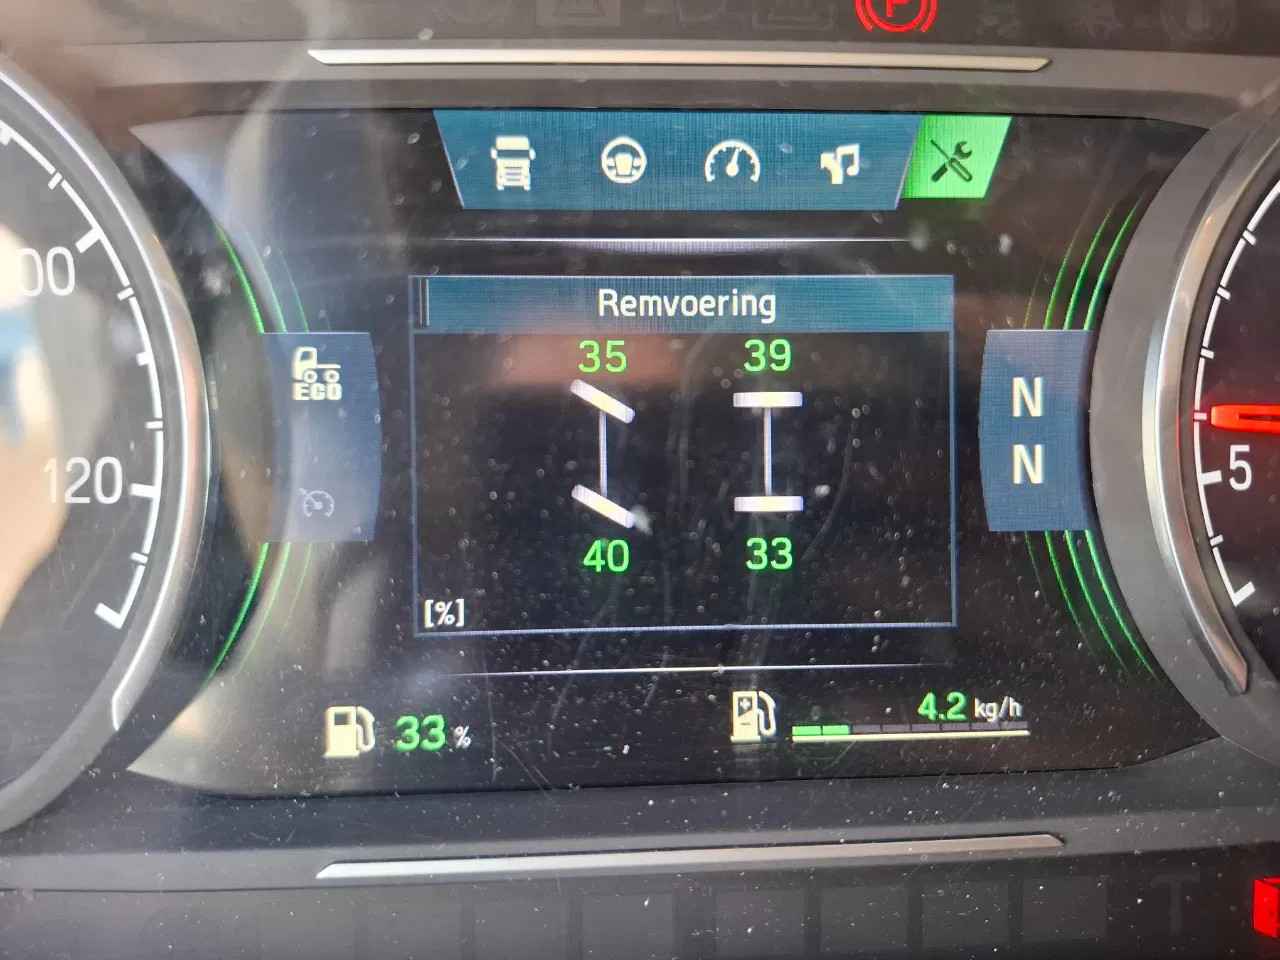 P
Remvoering
35 39
ECO
N
N
00
120
5
40 33
[%]
33 %
4.2 kg/h